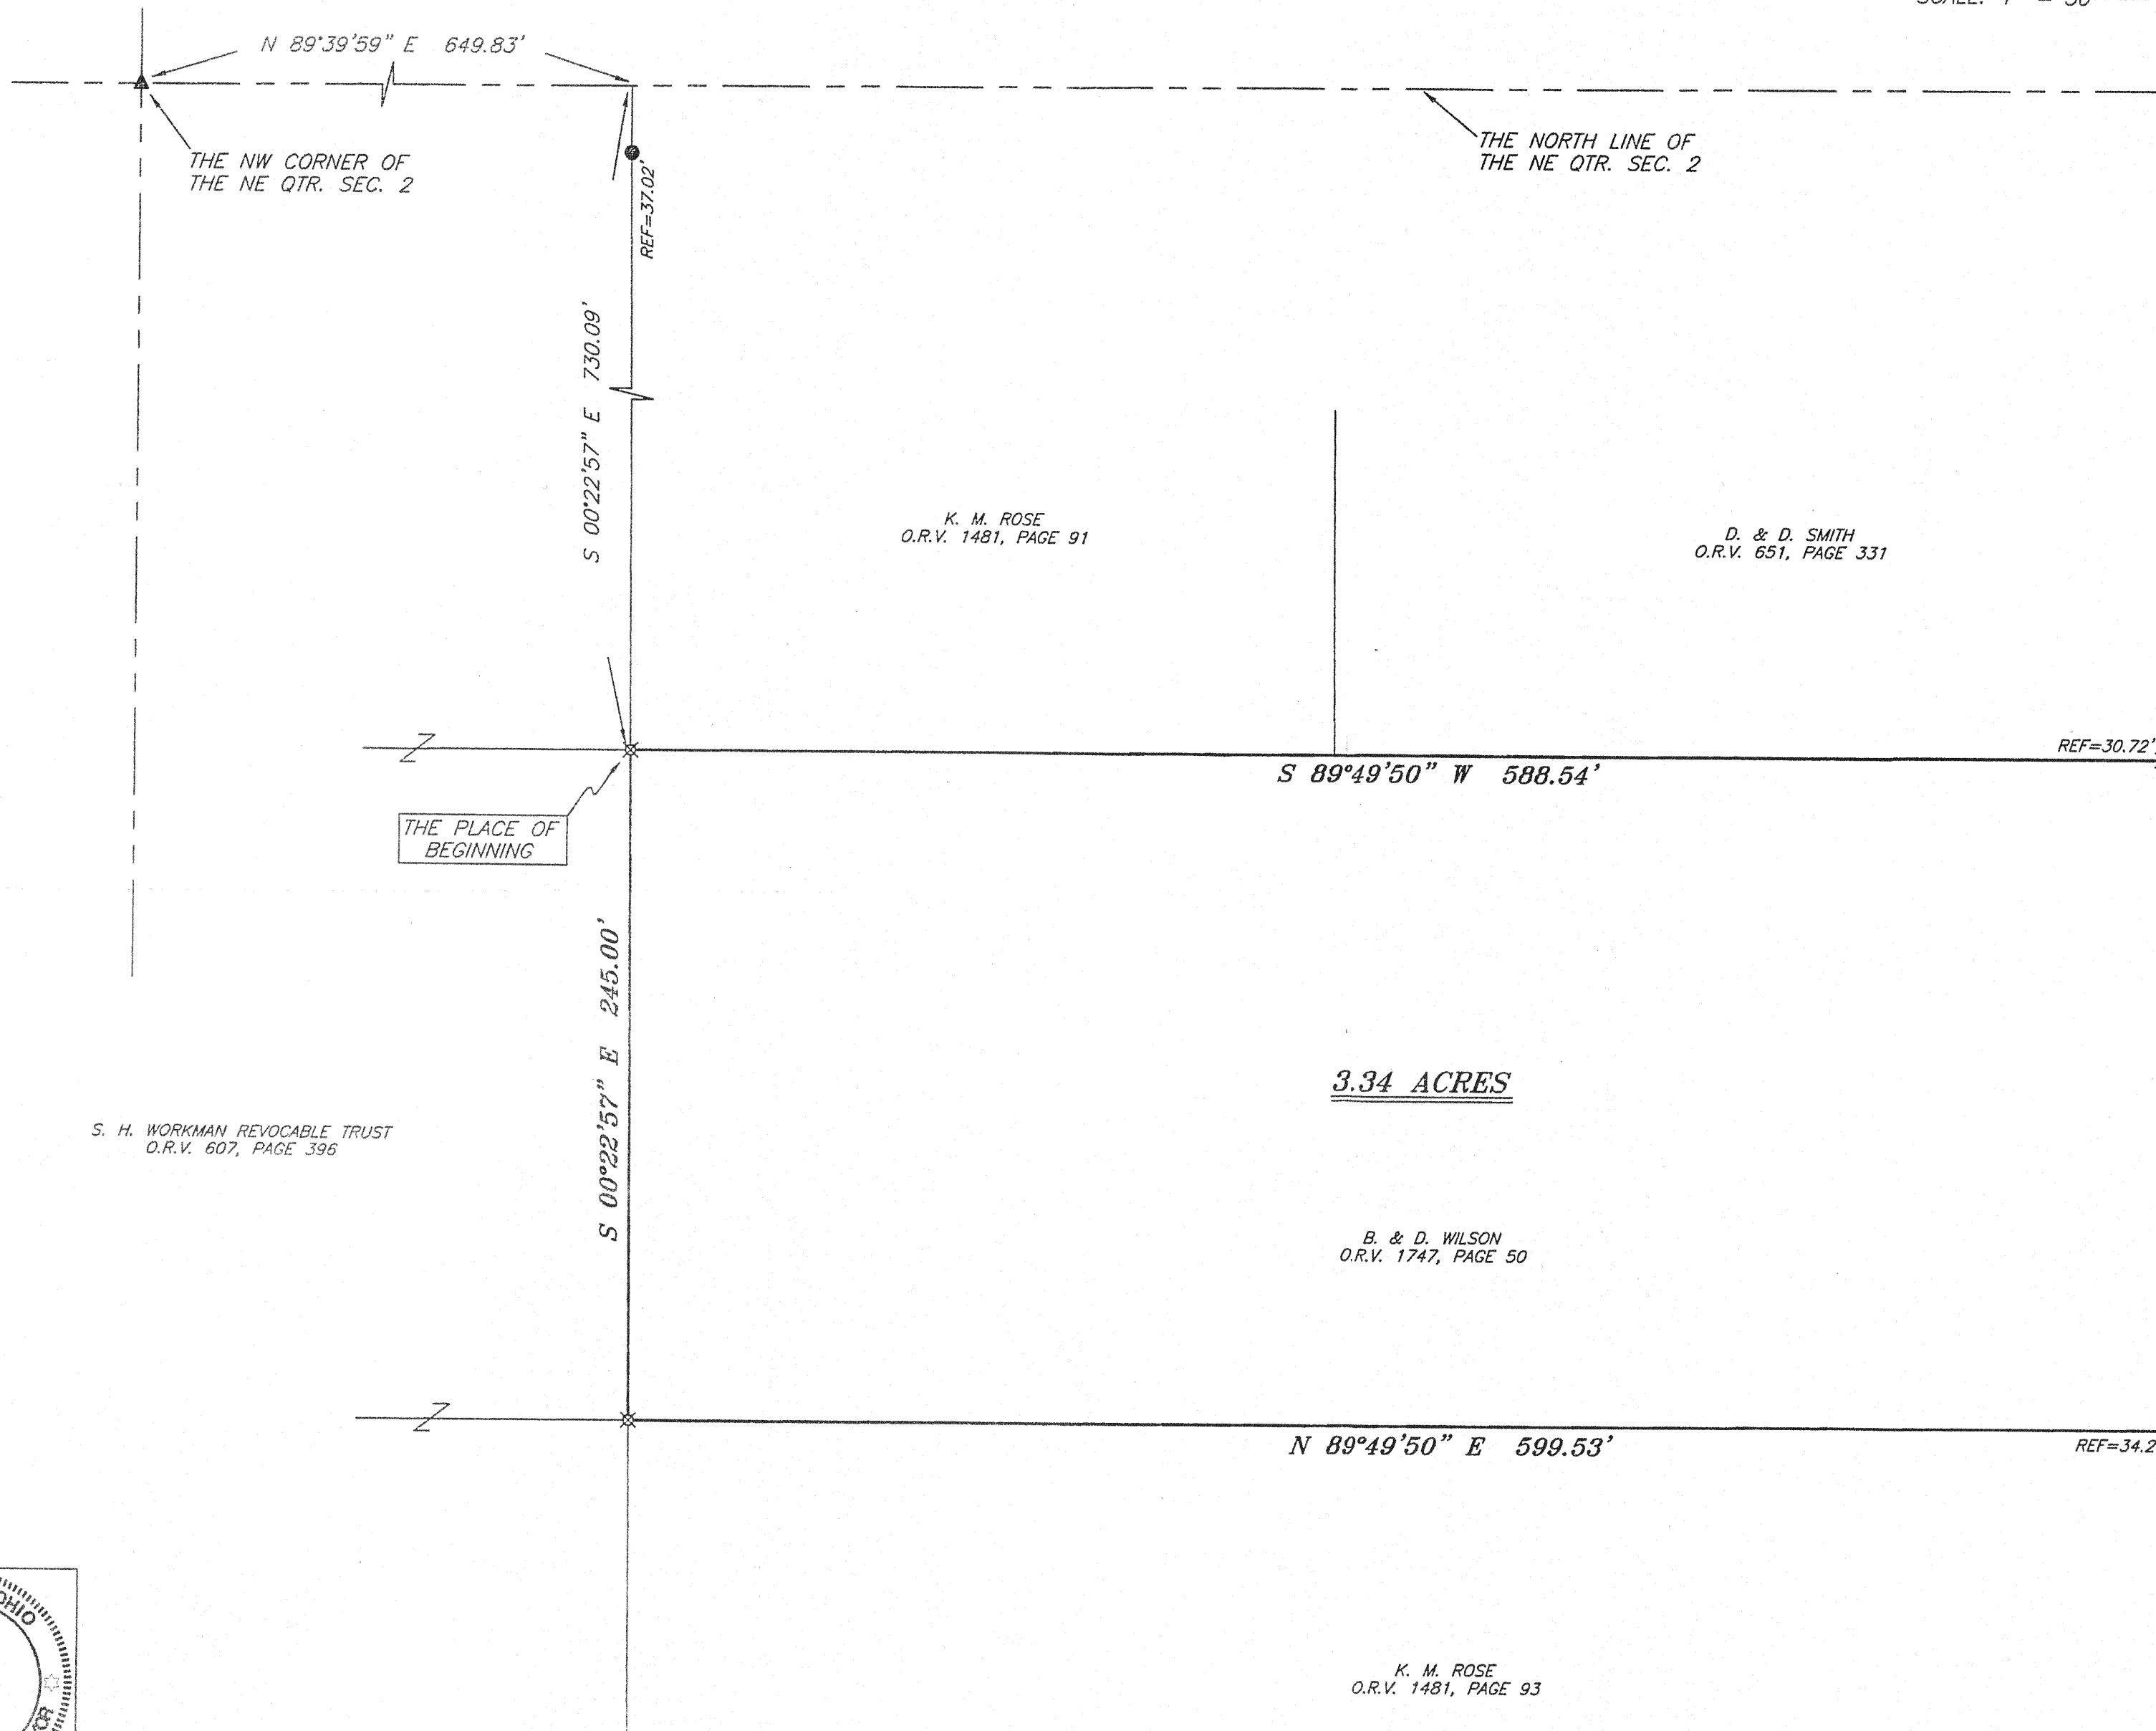 N 89°39'59" E 649.83'
THE NW CORNER OF
THE NE QTR. SEC. 2
THE NORTH LINE OF
THE NE QTR. SEC. 2
REF=37.02'
S 00°22'57" E 730.09'
K. M. ROSE
O.R.V. 1481, PAGE 91
D. & D. SMITH
O.R.V. 651, PAGE 331
REF=30.72'
S 89°49'50" W 588.54'
THE PLACE OF
BEGINNING
S 00°22'57" E 245.00'
3.34 ACRES
S. H. WORKMAN REVOCABLE TRUST
O.R.V. 607, PAGE 396
B. & D. WILSON
O.R.V. 1747, PAGE 50
N 89°49'50" E 599.53'
REF=34.2
OHIO
K. M. ROSE
O.R.V. 1481, PAGE 93